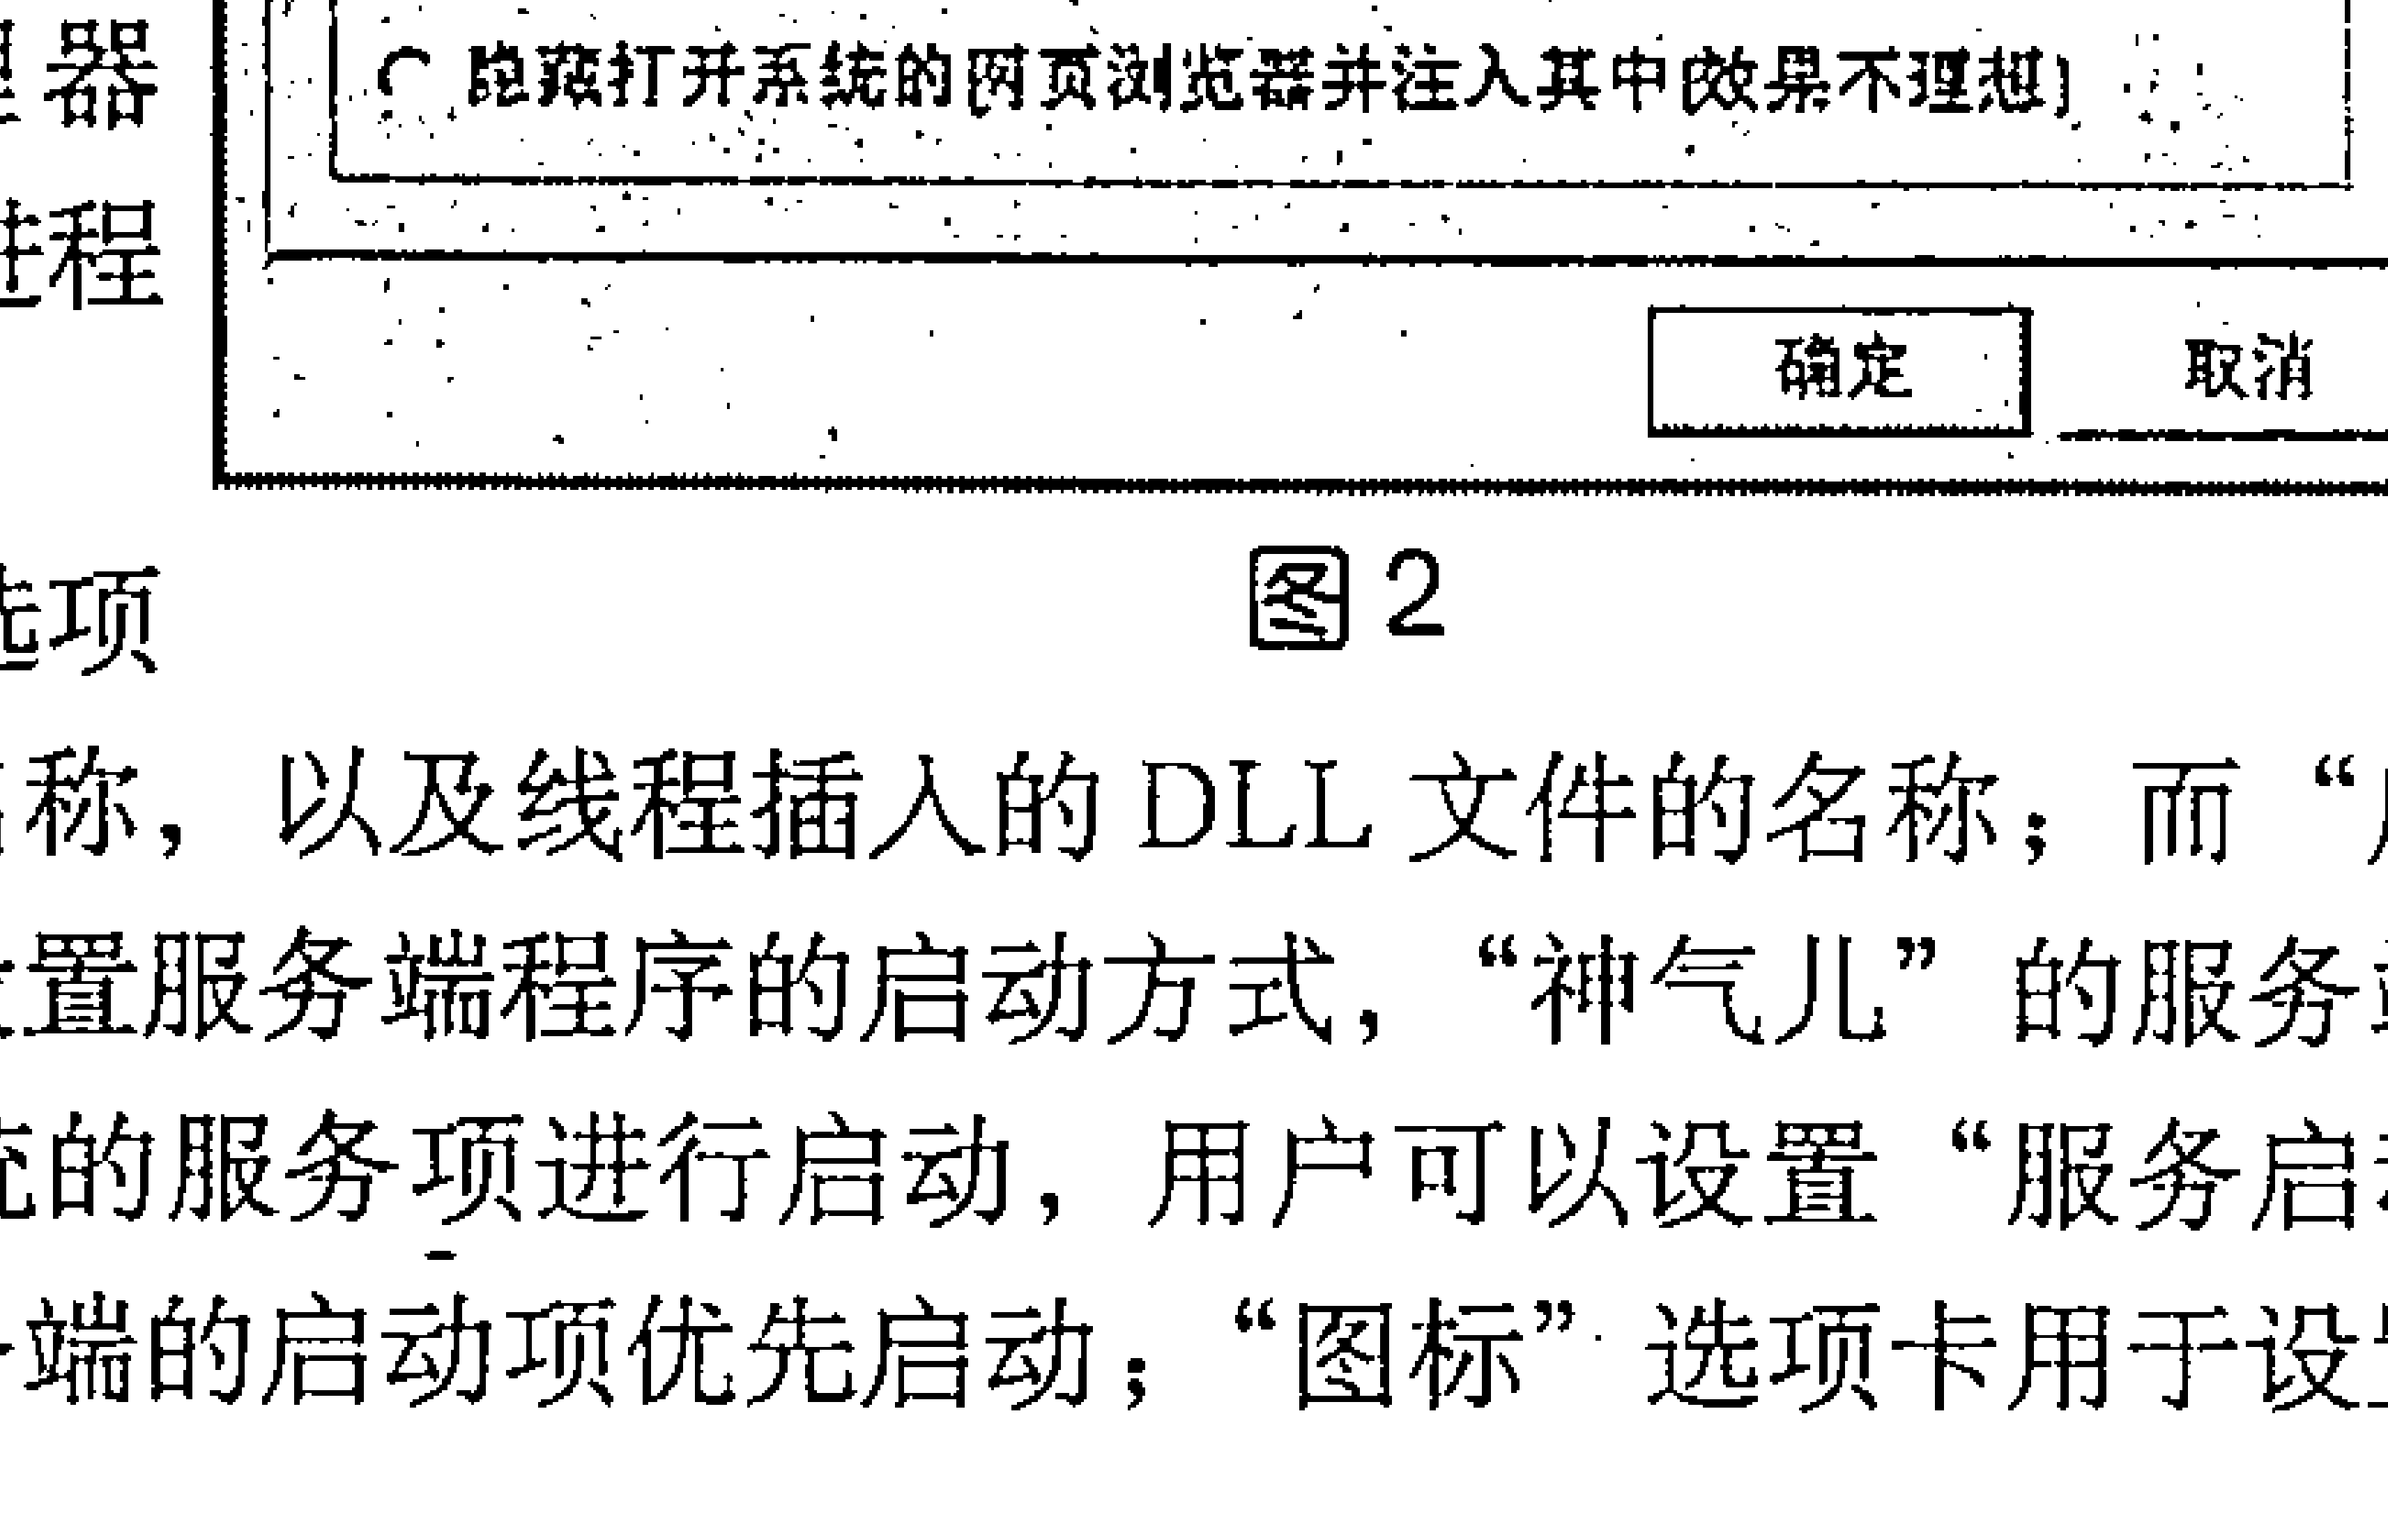 器
打开系统的网页浏览器并注入其中(效果不理想)
进程
确定 取消
选项
图2
称，以及线程插入的 DLL 文件的名称；而“
置服务端程序的启动方式，“神气儿”的服务
的服务项进行启动，用户可以设置“服务启
端的启动项优先启动；“图标”选项卡用于设